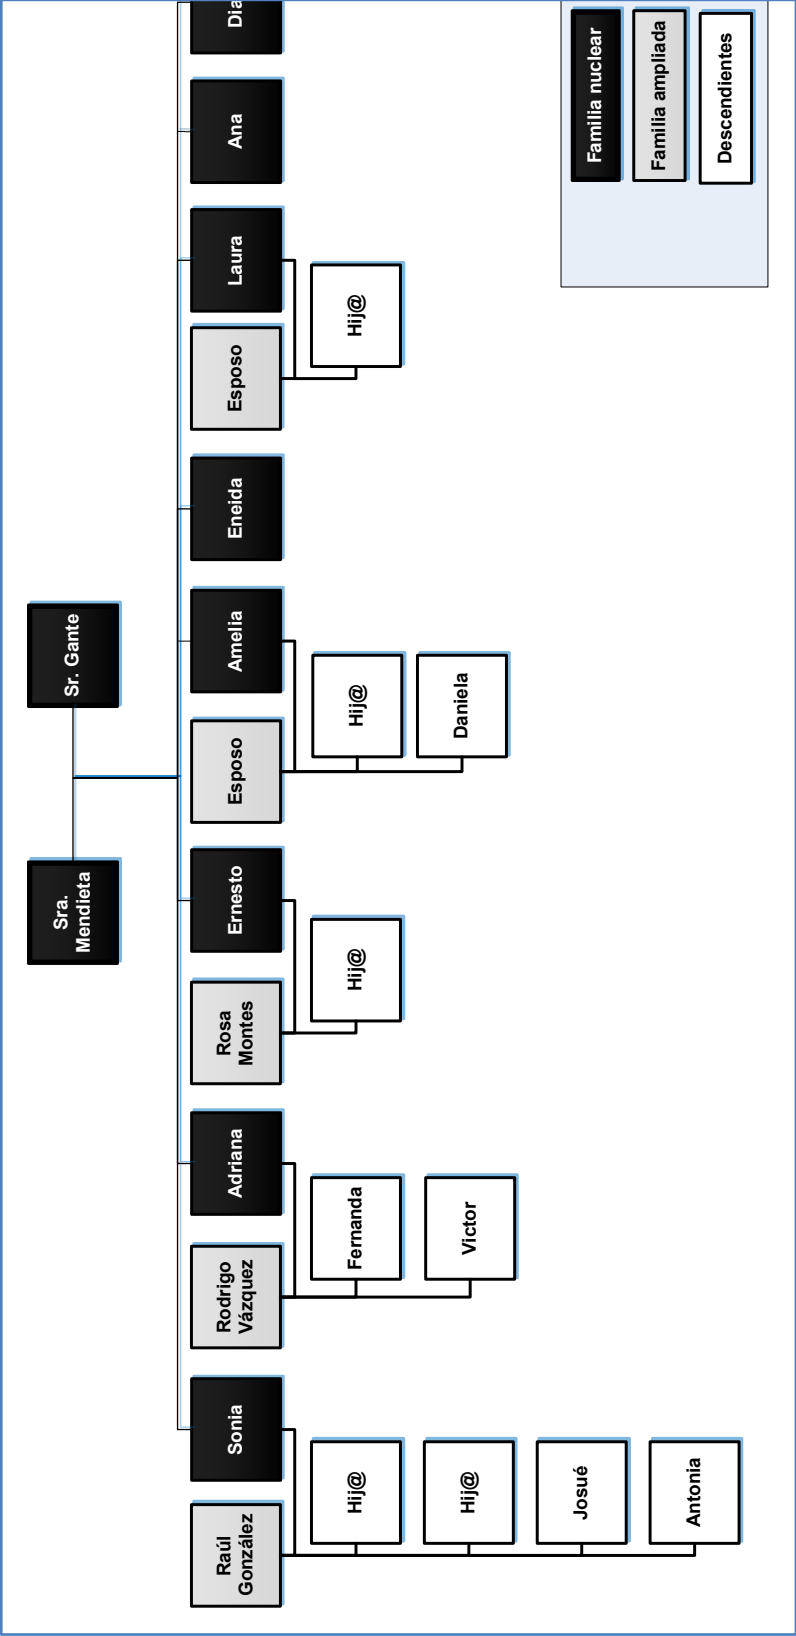 Sra.
Mendieta
Sr. Gante
Raúl
González
Sonia
Rodrigo
Vázquez
Adriana
Rosa
Montes
Ernesto
Esposo
Amelia
Eneida
Esposo
Laura
Ana
Hij@
Fernanda
Hij@
Hij@
Hij@
Hij@
Victor
Daniela
Josué
Antonia
Familia nuclear
Familia ampliada
Descendientes